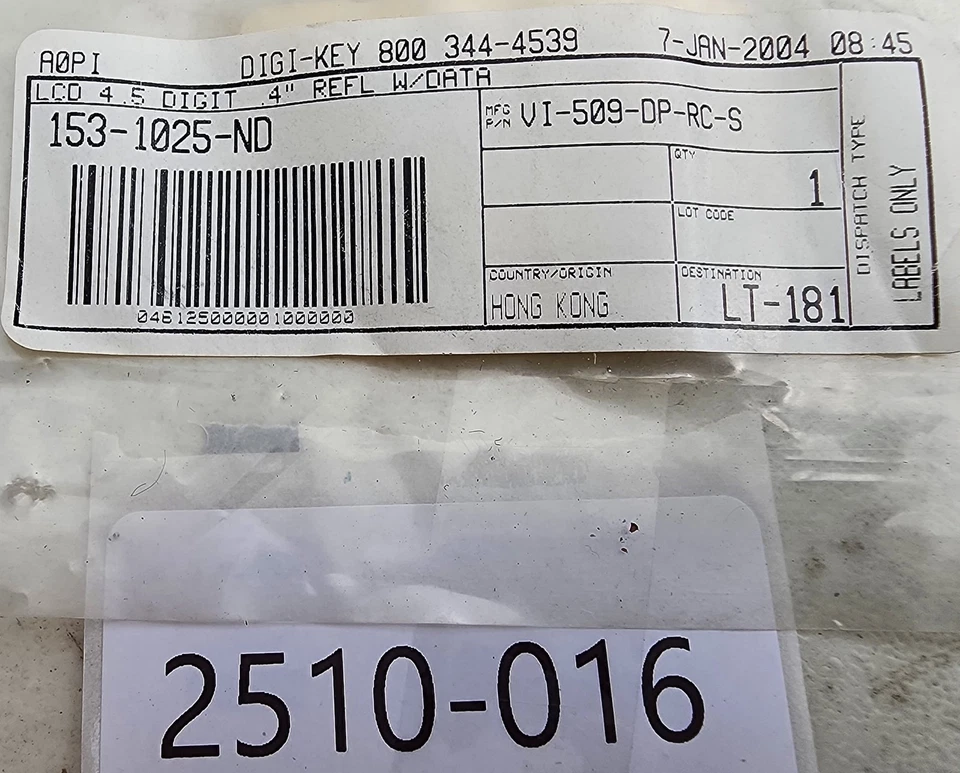 A0PI DIGI-KEY 800 344-4539 7-JAN-2004 08:45
LCD 4.5 DIGIT .4" REFL W/DATA
153-1025-ND
0461250000001000000
MFG P/N VI-509-DP-RC-S
QTY
1
LOT CODE
COUNTRY/ORIGIN
HONG KONG
DESTINATION
LT-181
DISPATCH TYPE
LABELS ONLY
2510-016